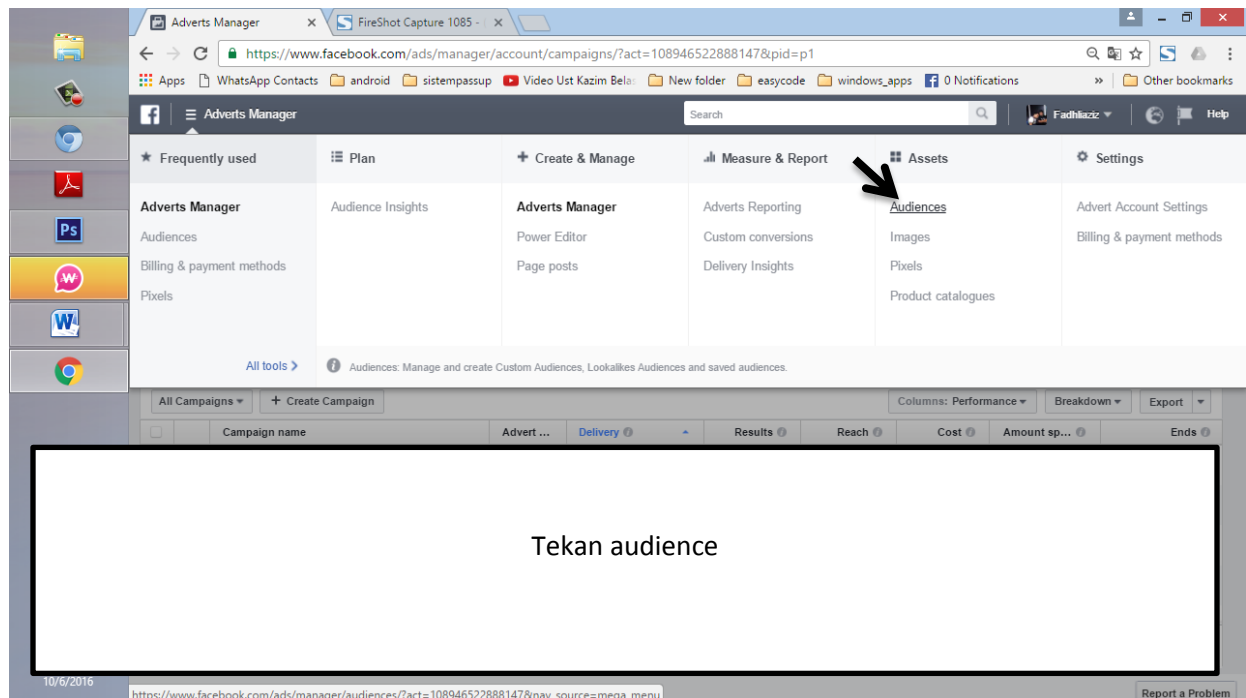 Adverts Manager
FireShot Capture 1085 -
https://www.facebook.com/ads/manager/account/campaigns/?act=108946522888147&pid=p1
Apps WhatsApp Contacts android sistempassup Video Ust Kazim Belas New folder easycode windows_apps 0 Notifications » Other bookmarks
Adverts Manager Search Fadhliaziz Help
Frequently used Plan Create & Manage Measure & Report Assets Settings
Adverts Manager Audience Insights Adverts Manager Adverts Reporting Audiences Advert Account Settings
Audiences Power Editor Custom conversions Images Billing & payment methods
Billing & payment methods Page posts Delivery Insights Pixels
Pixels Product catalogues
All tools Audiences: Manage and create Custom Audiences, Lookalikes Audiences and saved audiences.
All Campaigns + Create Campaign Columns: Performance Breakdown Export
Campaign name Advert ... Delivery Results Reach Cost Amount sp... Ends
Tekan audience
10/6/2016
https://www.facebook.com/ads/manager/audiences/?act=108946522888147&nav_source=mega_menu
Report a Problem